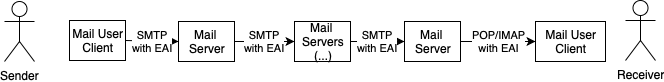 Sender
Mail User
Client
SMTP
with EAI
Mail
Server
SMTP
with EAI
Mail
Servers
(...)
SMTP
with EAI
Mail
Server
POP/IMAP
with EAI
Mail User
Client
Receiver